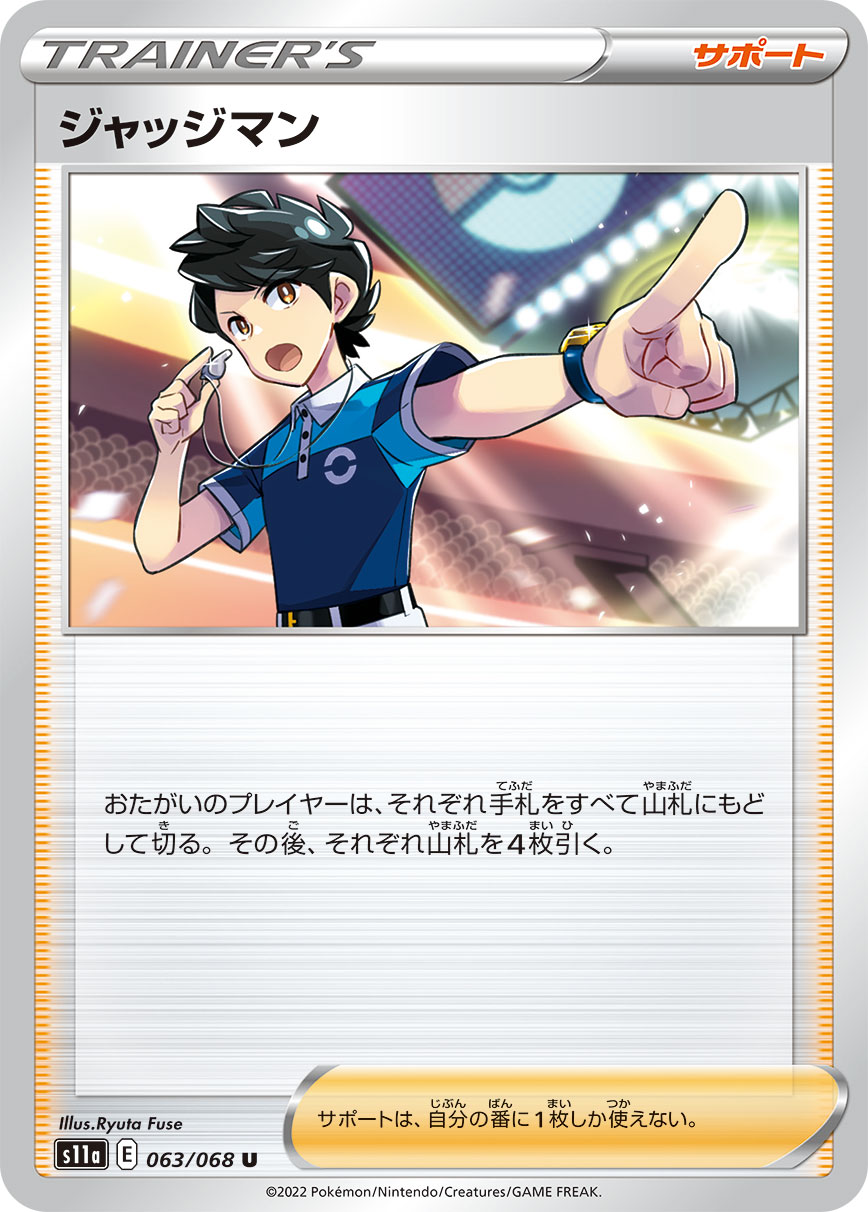 TRAINER'S サポート
ジャッジマン
おたがいのプレイヤーは、それぞれ手札をすべて山札にもど
して切る。その後、それぞれ山札を4枚引く。
サポートは、自分の番に1枚しか使えない。
Illus.Ryuta Fuse
s11a E 063/068 U
©2022 Pokémon/Nintendo/Creatures/GAME FREAK.